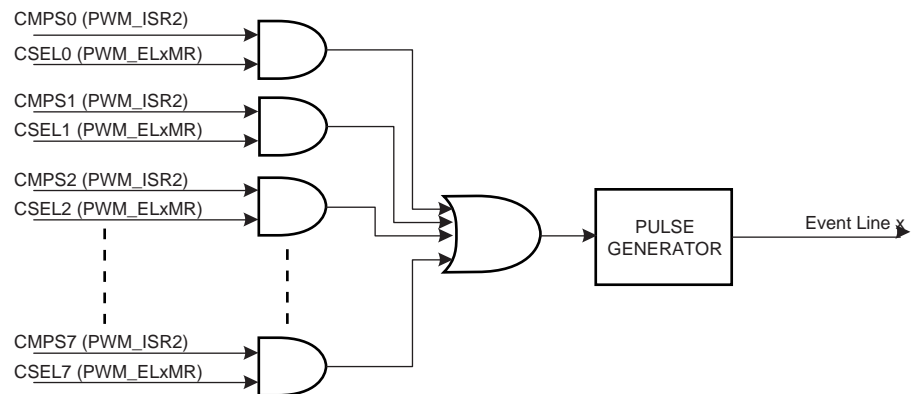 CMPS0 (PWM_ISR2)
CSEL0 (PWM_ELxMR)
CMPS1 (PWM_ISR2)
CSEL1 (PWM_ELxMR)
CMPS2 (PWM_ISR2)
CSEL2 (PWM_ELxMR)
CMPS7 (PWM_ISR2)
CSEL7 (PWM_ELxMR)
PULSE
GENERATOR
Event Line x